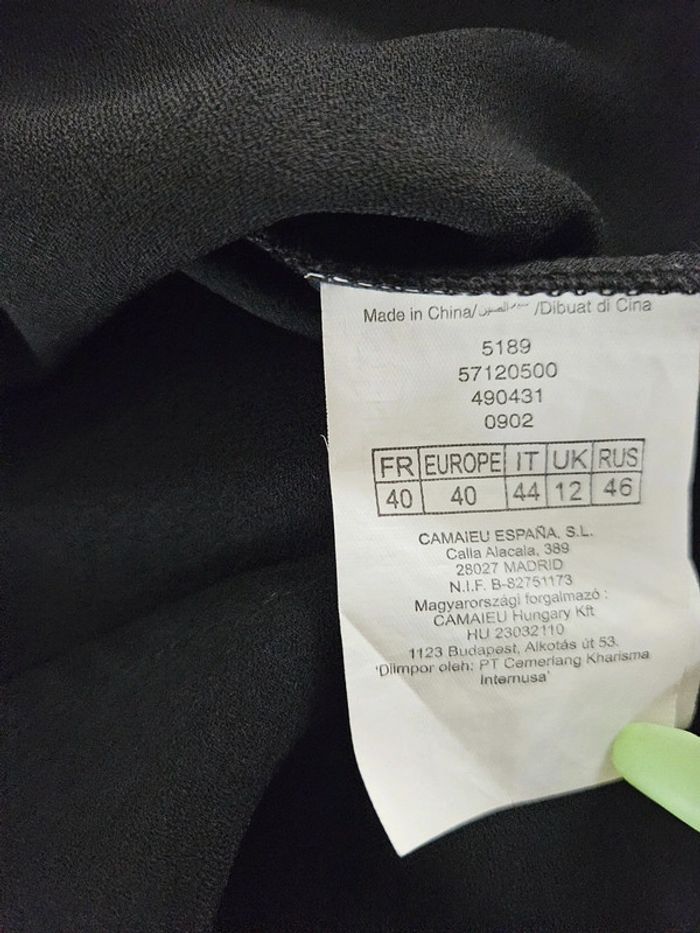 Made in China/سـ الصين/Dibuat di Cina
5189
57120500
490431
0902
FR EUROPE IT UK RUS
40 40 44 12 46
CAMAIEU ESPAÑA, S.L.
Calla Alacala, 389
28027 MADRID
N.I.F. B-82751173
Magyarországi forgalmazó :
CAMAIEU Hungary Kft
HU 23032110
1123 Budapest, Alkotás út 53.
'Diimpor oleh: PT Cemerlang Kharisma
Internusa'